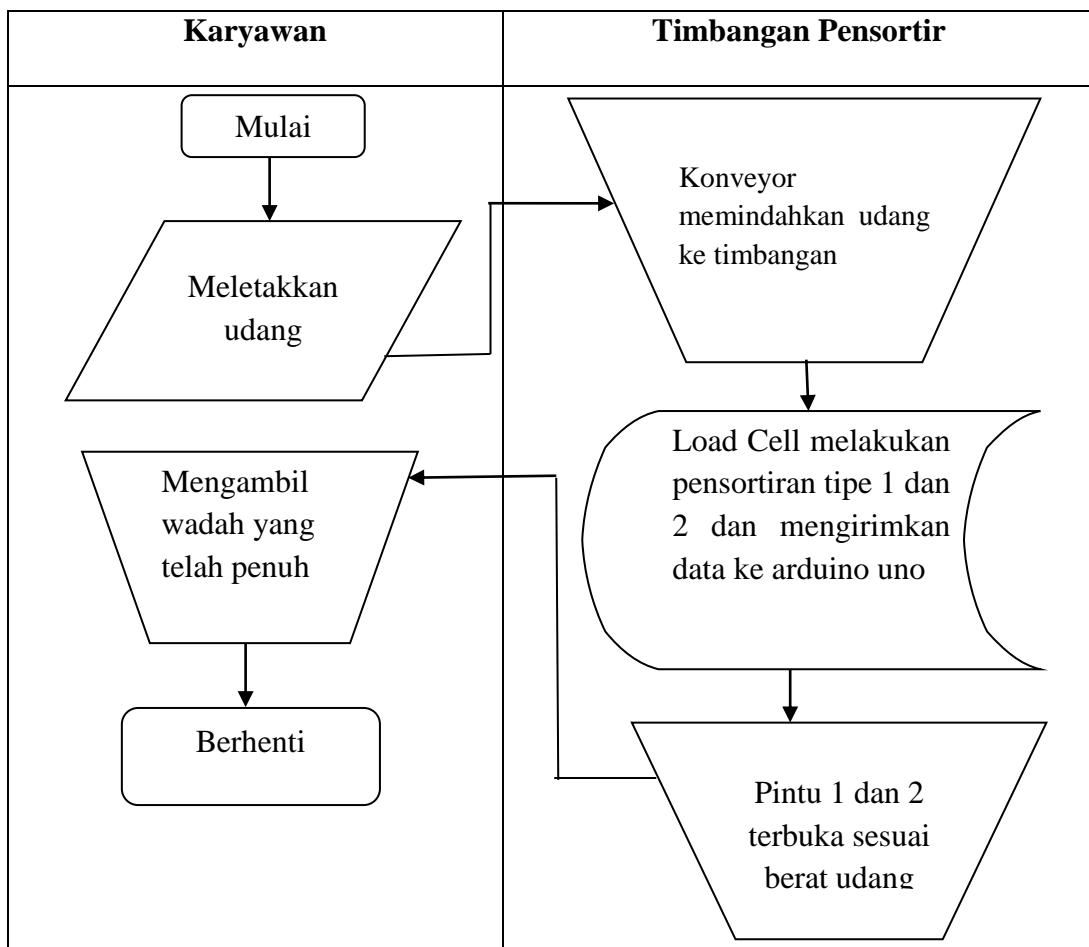 Karyawan
Timbangan Pensortir
Mulai
Meletakkan
udang
Konveyor
memindahkan udang
ke timbangan
Load Cell melakukan
pensortiran tipe 1 dan
2 dan mengirimkan
data ke arduino uno
Pintu 1 dan 2
terbuka sesuai
berat udang
Mengambil
wadah yang
telah penuh
Berhenti